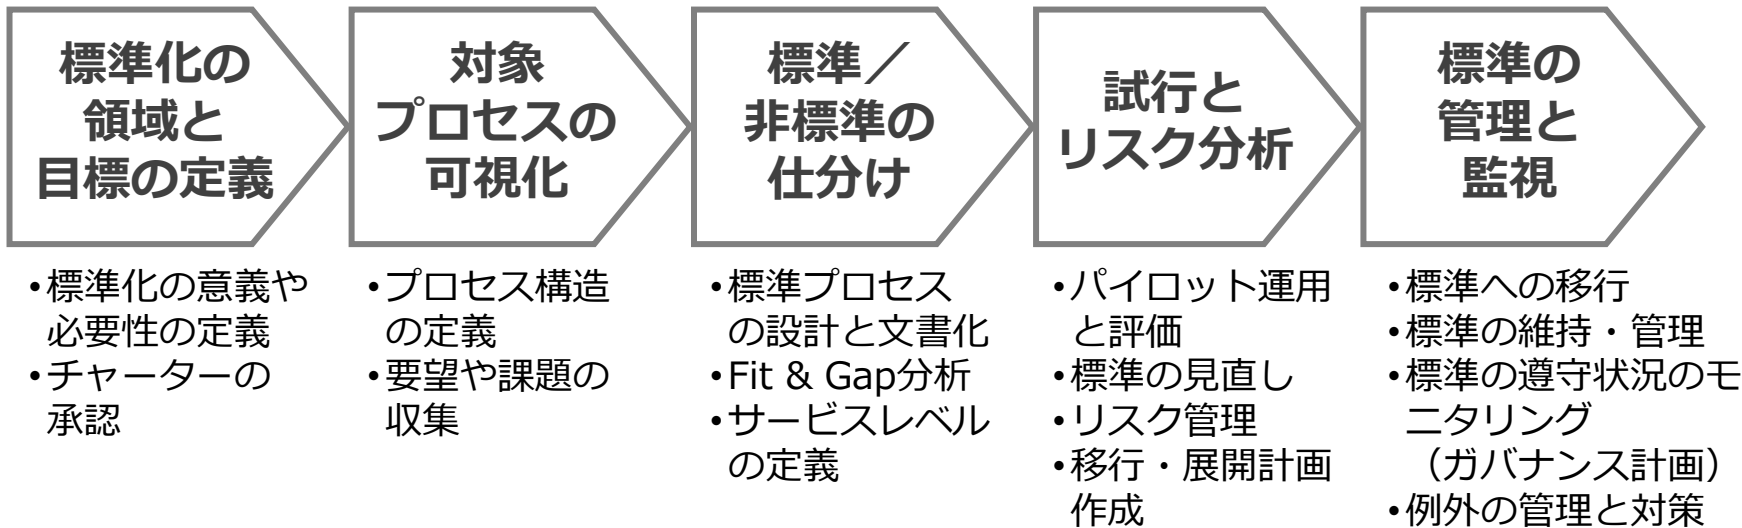 標準化の
領域と
目標の定義
対象
プロセスの
可視化
標準／
非標準の
仕分け
試行と
リスク分析
標準の
管理と
監視
•標準化の意義や
必要性の定義
•チャーターの
承認
•プロセス構造
の定義
•要望や課題の
収集
•標準プロセス
の設計と文書化
•Fit & Gap分析
•サービスレベル
の定義
•パイロット運用
と評価
•標準の見直し
•リスク管理
•移行・展開計画
作成
•標準への移行
•標準の維持・管理
•標準の遵守状況のモ
ニタリング
（ガバナンス計画）
•例外の管理と対策